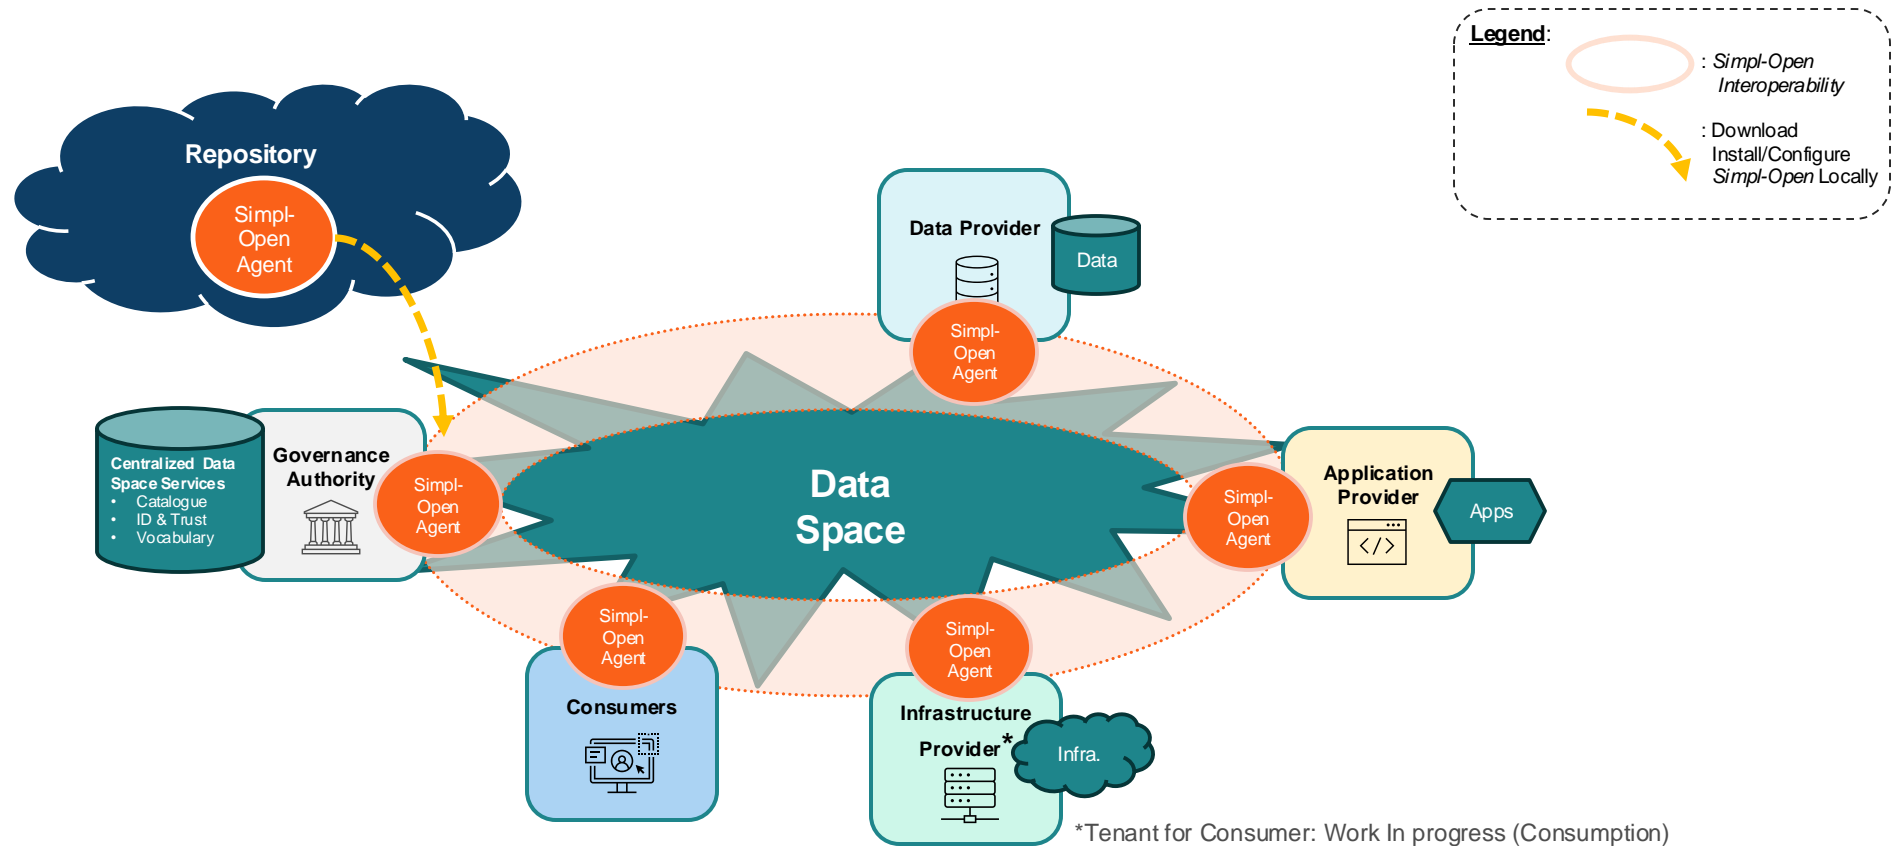 Legend:
: Simpl-Open
Interoperability
: Download
Install/Configure
Simpl-Open Locally
Repository
Simpl-
Open
Agent
Data Provider
Data
Simpl-
Open
Agent
Centralized Data
Space Services
• Catalogue
• ID & Trust
• Vocabulary
Governance
Authority
Simpl-
Open
Agent
Data
Space
Simpl-
Open
Agent
Application
Provider
Apps
Simpl-
Open
Agent
Consumers
Simpl-
Open
Agent
Infrastructure
Provider*
Infra.
*Tenant for Consumer: Work In progress (Consumption)